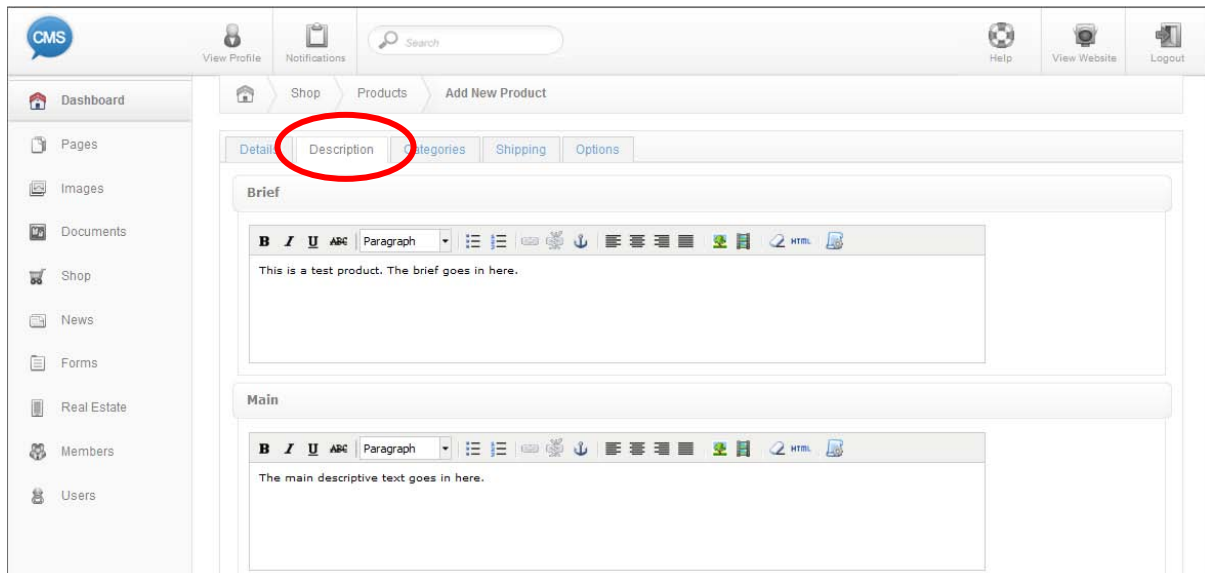 CMS
View Profile
Notifications
Search
Help
View Website
Logout
Dashboard
Pages
Images
Documents
Shop
News
Forms
Real Estate
Members
Users
Shop Products Add New Product
Details Description Categories Shipping Options
Brief
B I U ABC Paragraph HTML
This is a test product. The brief goes in here.
Main
B I U ABC Paragraph HTML
The main descriptive text goes in here.